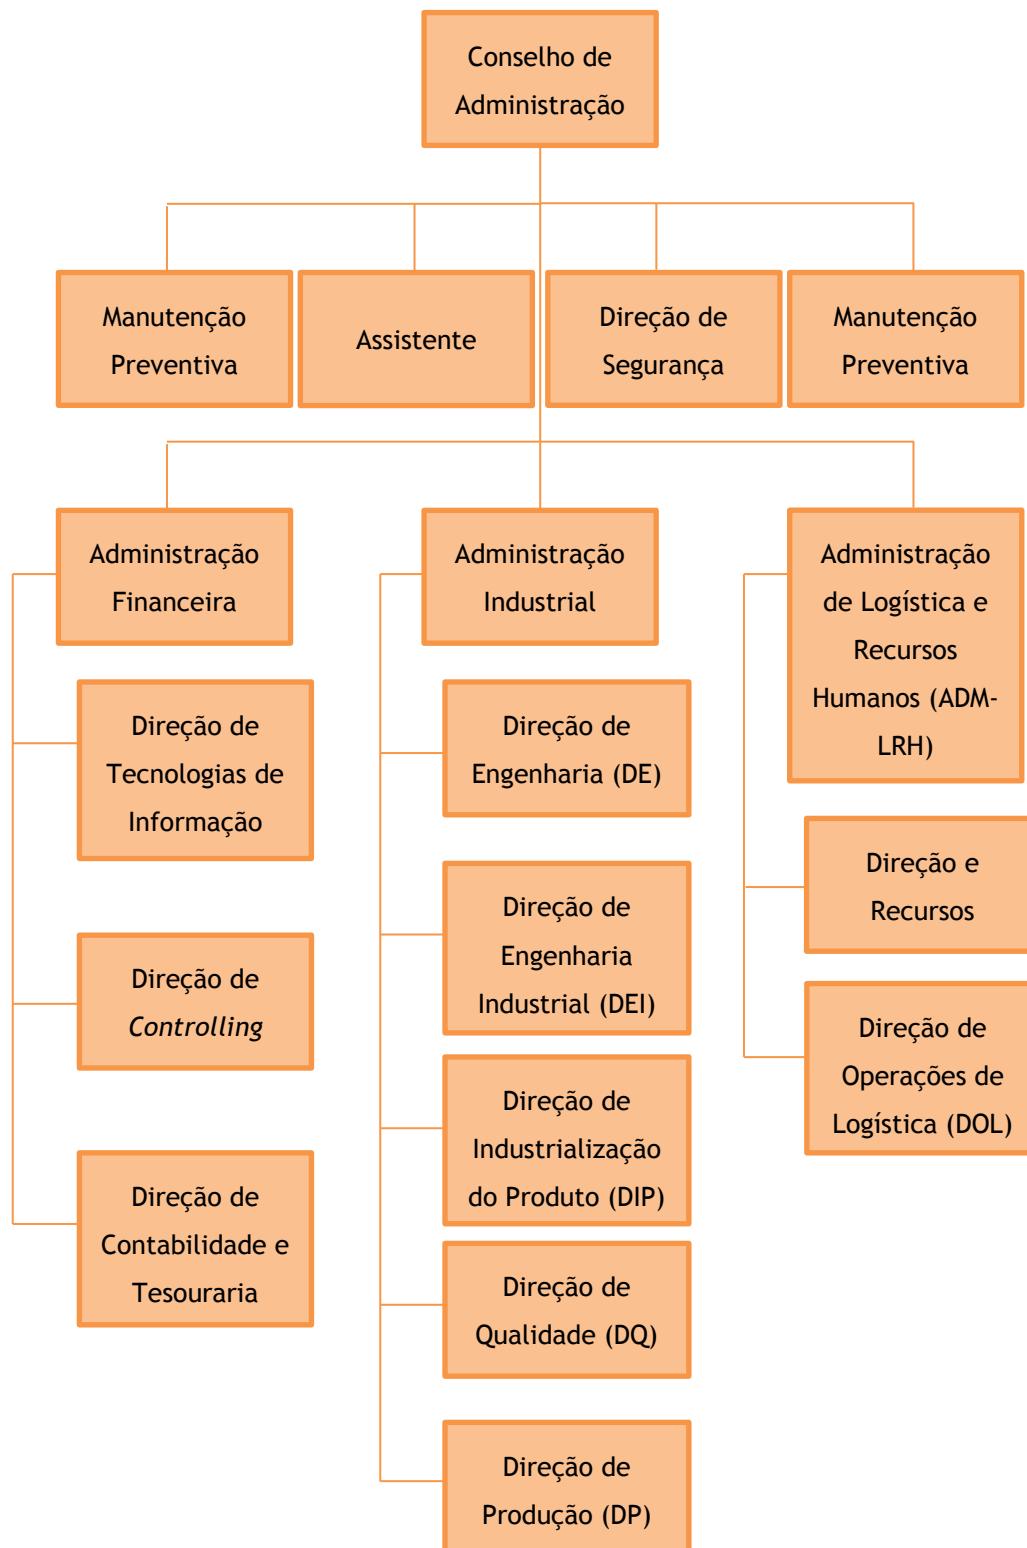 Conselho de
Administração
Manutenção
Preventiva
Assistente
Direção de
Segurança
Manutenção
Preventiva
Administração
Financeira
Direção de
Tecnologias de
Informação
Direção de
Controlling
Direção de
Contabilidade e
Tesouraria
Administração
Industrial
Direção de
Engenharia (DE)
Direção de
Engenharia
Industrial (DEI)
Direção de
Industrialização
do Produto (DIP)
Direção de
Qualidade (DQ)
Direção de
Produção (DP)
Administração
de Logística e
Recursos
Humanos (ADM-
LRH)
Direção e
Recursos
Direção de
Operações de
Logística (DOL)